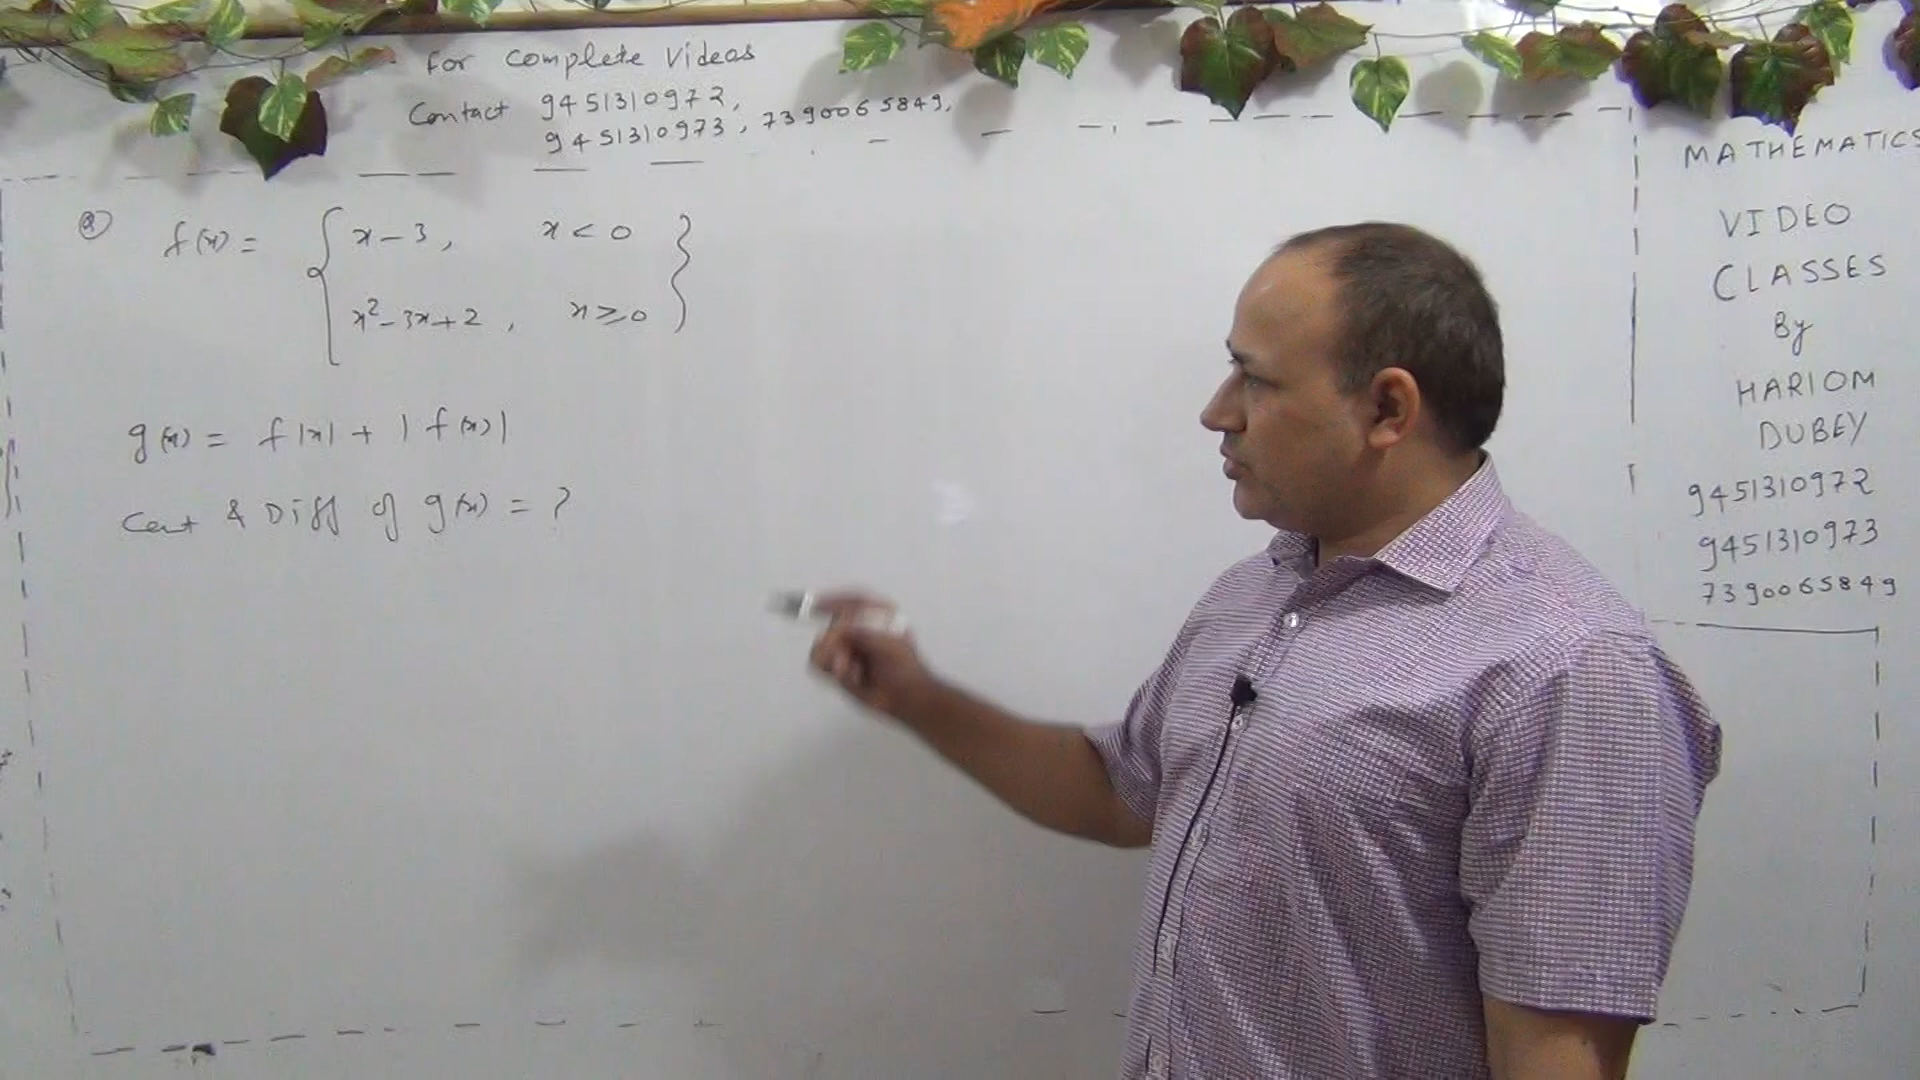 For Complete Videos
Contact 9451310972,
9451310973, 7390065849,
Q f(x) = { x-3, x < 0 }
x²-3x+2, x ≥ 0
g(x) = f|x| + |f(x)|
Cont & Diff of g(x) = ?
MATHEMATICS
VIDEO
CLASSES
By
HARIOM
DUBEY
9451310972
9451310973
7390065849